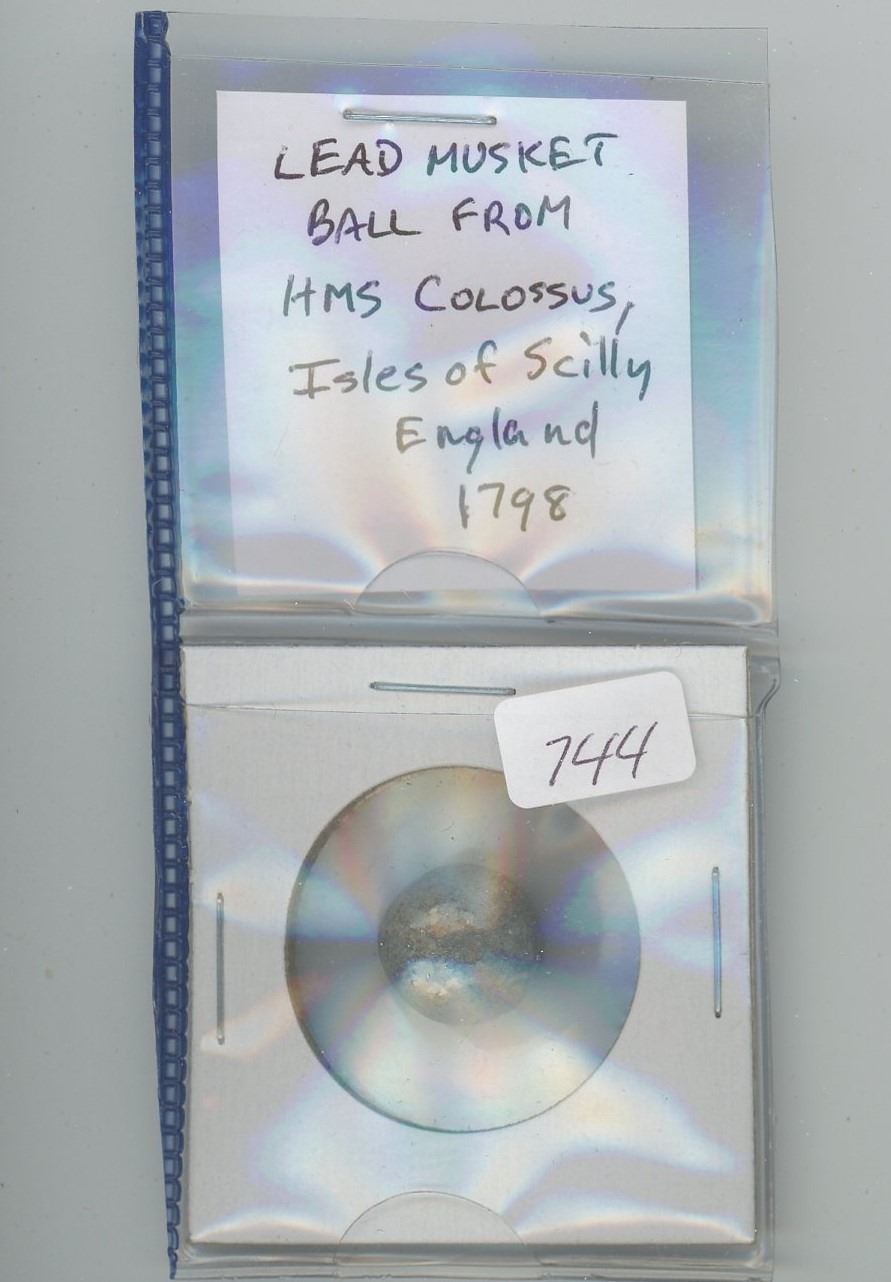 LEAD MUSKET
BALL FROM
HMS COLOSSUS,
Isles of Scilly
England
1798
744